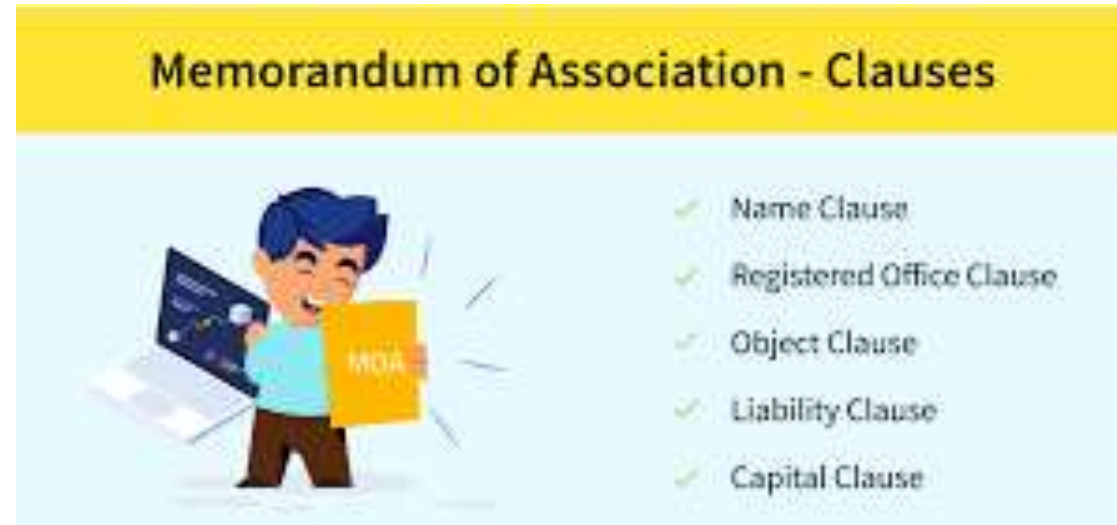 Memorandum of Association - Clauses
MOA
Name Clause
Registered Office Clause
Object Clause
Liability Clause
Capital Clause